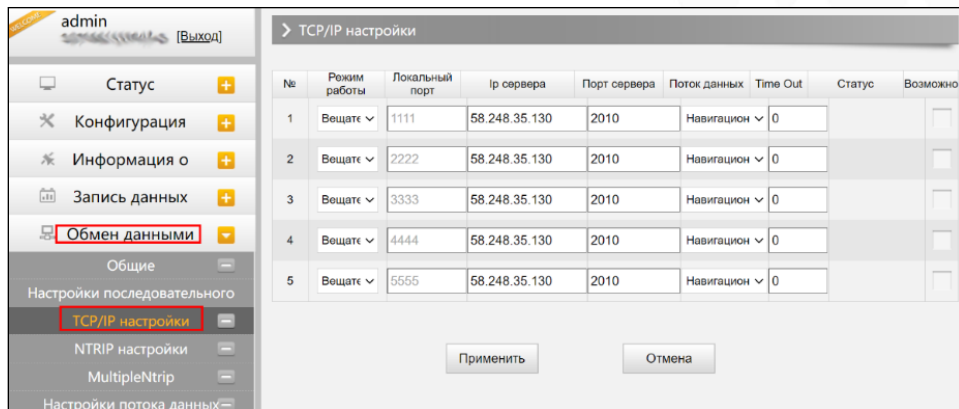 WELCOME
admin
[Выход]
Статус
Конфигурация
Информация о
Запись данных
Обмен данными
Общие
Настройки последовательного
TCP/IP настройки
NTRIP настройки
MultipleNtrip
Настройки потока данных
TCP/IP настройки
№ Режим работы Локальный порт Ip сервера Порт сервера Поток данных Time Out Статус Возможно
1 Вещате 1111 58.248.35.130 2010 Навигацион 0
2 Вещате 2222 58.248.35.130 2010 Навигацион 0
3 Вещате 3333 58.248.35.130 2010 Навигацион 0
4 Вещате 4444 58.248.35.130 2010 Навигацион 0
5 Вещате 5555 58.248.35.130 2010 Навигацион 0
Применить Отмена